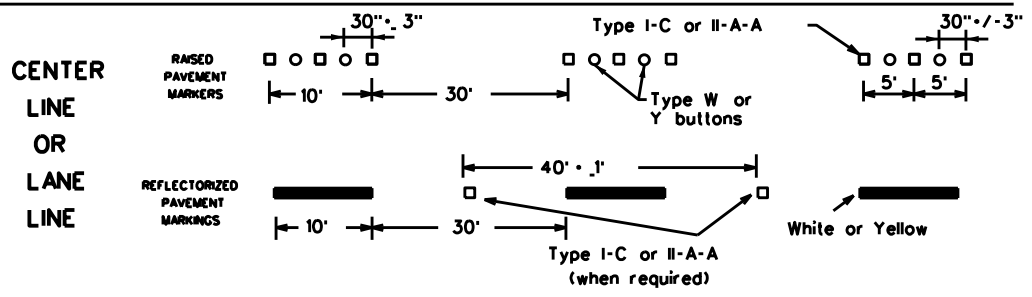 30"·_ 3"
Type I-C or II-A-A
30"·/-3"
CENTER
LINE
OR
LANE
LINE
RAISED
PAVEMENT
MARKERS
10'
30'
Type W or
Y buttons
5' 5'
REFLECTORIZED
PAVEMENT
MARKINGS
40'·_1'
10'
30'
Type I-C or II-A-A
(when required)
White or Yellow